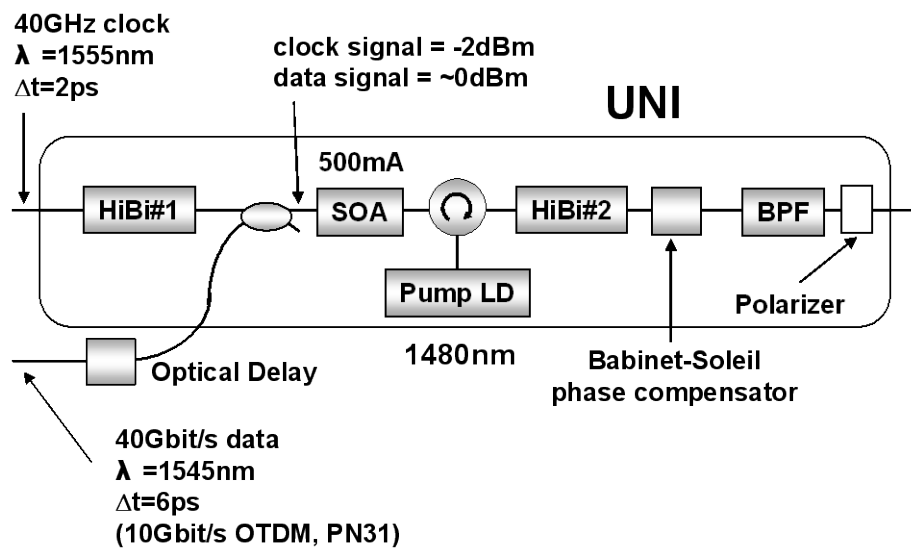 40GHz clock
λ =1555nm
Δt=2ps
clock signal = -2dBm
data signal = ~0dBm
UNI
500mA
HiBi#1
SOA
HiBi#2
BPF
Pump LD
Polarizer
1480nm
Optical Delay
Babinet-Soleil
phase compensator
40Gbit/s data
λ =1545nm
Δt=6ps
(10Gbit/s OTDM, PN31)